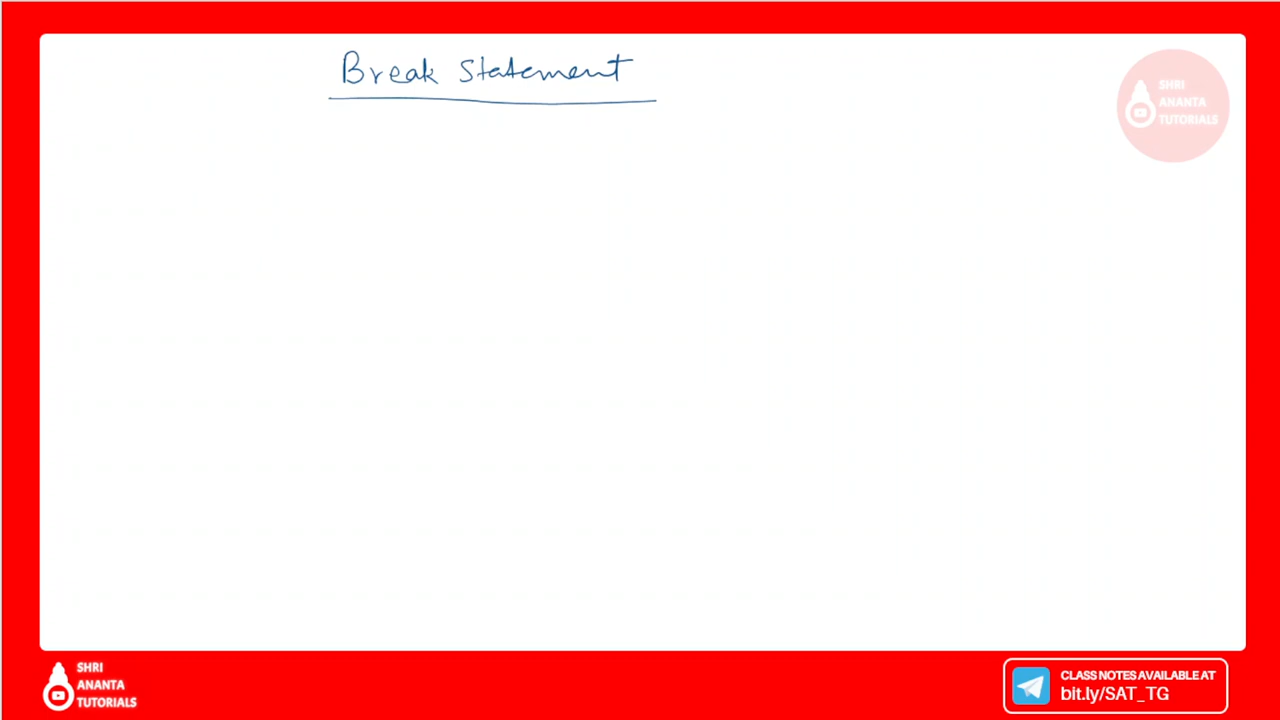 Break Statement
SHRI
ANANTA
TUTORIALS
SHRI
ANANTA
TUTORIALS
CLASS NOTES AVAILABLE AT
bit.ly/SAT_TG